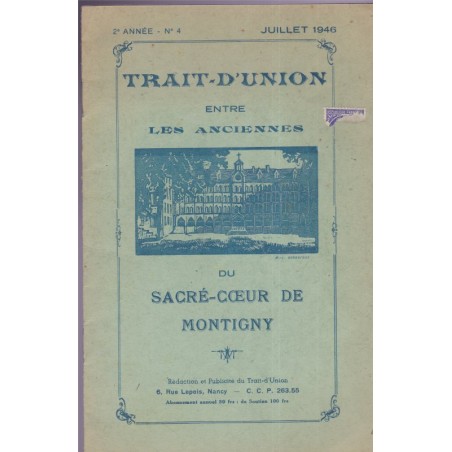 2e ANNÉE - No 4 JUILLET 1946
TRAIT-D'UNION
ENTRE
LES ANCIENNES
DU
SACRÉ-CŒUR DE
MONTIGNY
Rédaction et Publicité du Trait-d'Union
6, Rue Lepois, Nancy — C. C. P. 263.55
Abonnement annuel 50 frs : de Soutien 100 frs